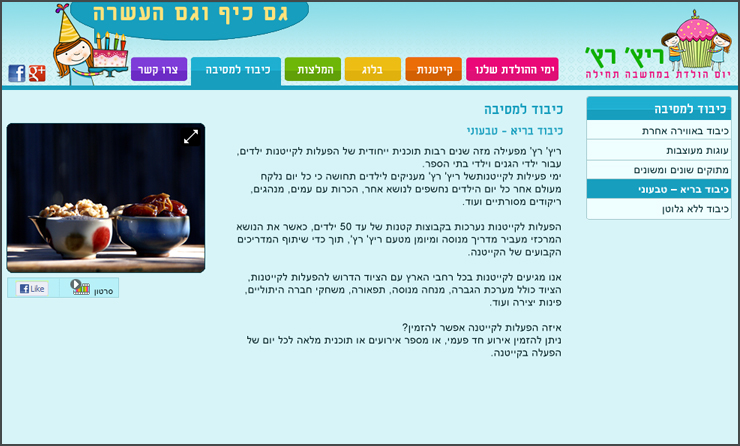 גם כיף וגם העשרה
ריץ' רץ'
יום הולדת במחשבה תחילה
ימי ההולדת שלנו
קייטנות
בלוג
המלצות
כיבוד למסיבה
צרו קשר
כיבוד למסיבה
כיבוד באווירה אחרת
עוגות מעוצבות
מתוקים שונים ומשונים
כיבוד בריא – טבעוני
כיבוד ללא גלוטן
כיבוד למסיבה
כיבוד בריא - טבעוני
ריץ' רץ' מפעילה מזה שנים רבות תוכנית ייחודית של הפעלות לקייטנות ילדים,
עבור ילדי הגנים וילדי בתי הספר.
ימי פעילות לקייטנותשל ריץ' רץ' מעניקים לילדים תחושה כי כל יום נלקח
מעולם אחר כל יום הילדים נחשפים לנושא אחר, הכרות עם עמים, מנהגים,
ריקודים מסורתיים ועוד.
הפעלות לקייטנות נערכות בקבוצות קטנות של עד 50 ילדים, כאשר את הנושא
המרכזי מעביר מדריך מנוסה ומיומן מטעם ריץ' רץ', תוך כדי שיתוף המדריכים
הקבועים של הקייטנה.
אנו מגיעים לקייטנות בכל רחבי הארץ עם הציוד הדרוש להפעלות לקייטנות,
הציוד כולל מערכת הגברה, מנחה מנוסה, תפאורה, משחקי חברה היתוליים,
פינות יצירה ועוד.
איזה הפעלות לקייטנה אפשר להזמין?
ניתן להזמין אירוע חד פעמי, או מספר אירועים או תוכנית מלאה לכל יום של
הפעלה בקייטנה.
סרטון
Like